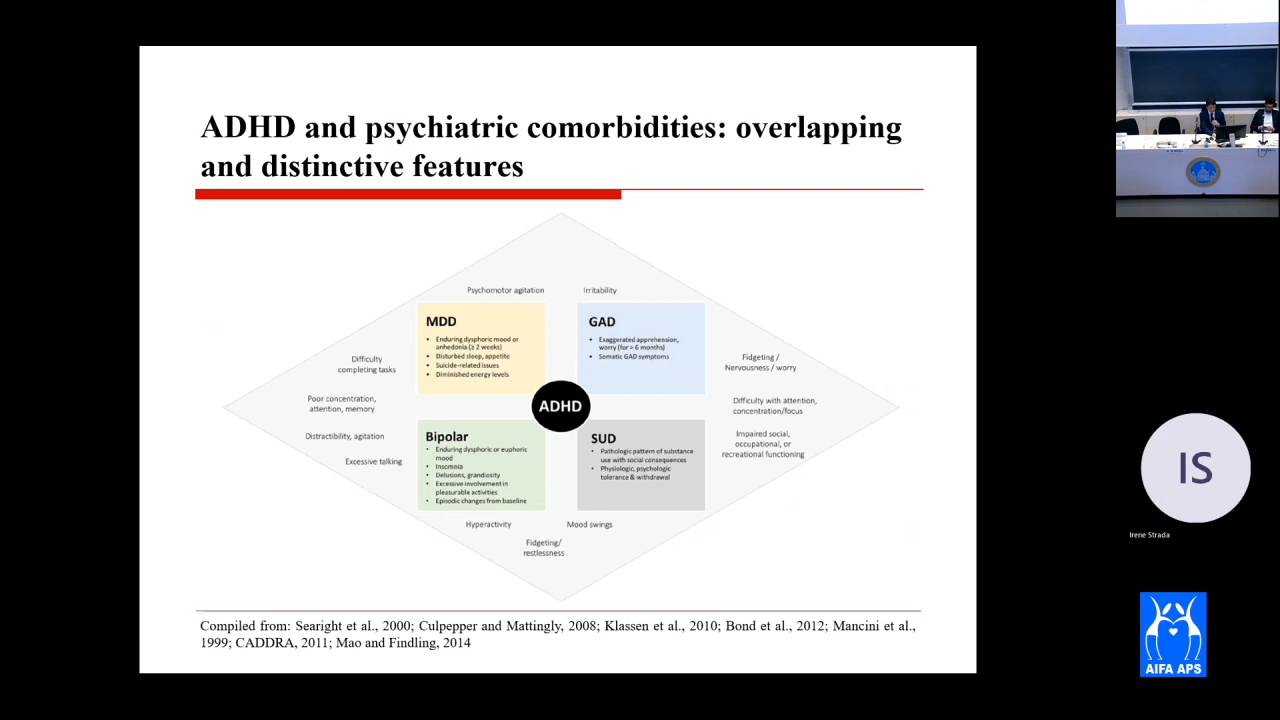 ADHD and psychiatric comorbidities: overlapping
and distinctive features
Psychomotor agitation
Irritability
MDD
• Enduring dysphoric mood or
anhedonia (≥ 2 weeks)
• Disturbed sleep, appetite
• Suicide-related issues
• Diminished energy levels
GAD
• Exaggerated apprehension,
worry (for > 6 months)
• Somatic GAD symptoms
Difficulty
completing tasks
Poor concentration,
attention, memory
Distractibility, agitation
Excessive talking
Fidgeting /
Nervousness / worry
Difficulty with attention,
concentration/focus
Impaired social,
occupational, or
recreational functioning
ADHD
Bipolar
• Enduring dysphoric or euphoric
mood
• Insomnia
• Delusions, grandiosity
• Excessive involvement in
pleasurable activities
• Episodic changes from baseline
SUD
• Pathologic pattern of substance
use with social consequences
• Physiologic, psychologic
tolerance & withdrawal
Hyperactivity
Mood swings
Fidgeting/
restlessness
Compiled from: Searight et al., 2000; Culpepper and Mattingly, 2008; Klassen et al., 2010; Bond et al., 2012; Mancini et al.,
1999; CADDRA, 2011; Mao and Findling, 2014
IS
Irene Strada
AIFA APS